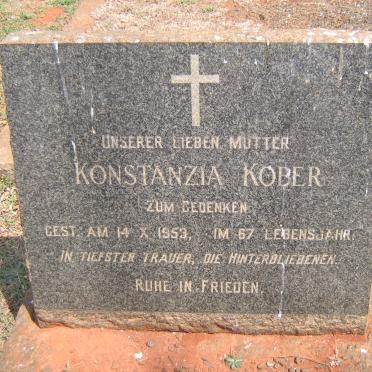 UNSERER LIEBEN MUTTER
KONSTANZIA KOBER
ZUM GEDENKEN
GEST. AM 14 X. 1953, IM 67 LEBENSJAHR.
IN TIEFSTER TRAUER, DIE HINTERBLIEBENEN.
RUHE IN FRIEDEN.